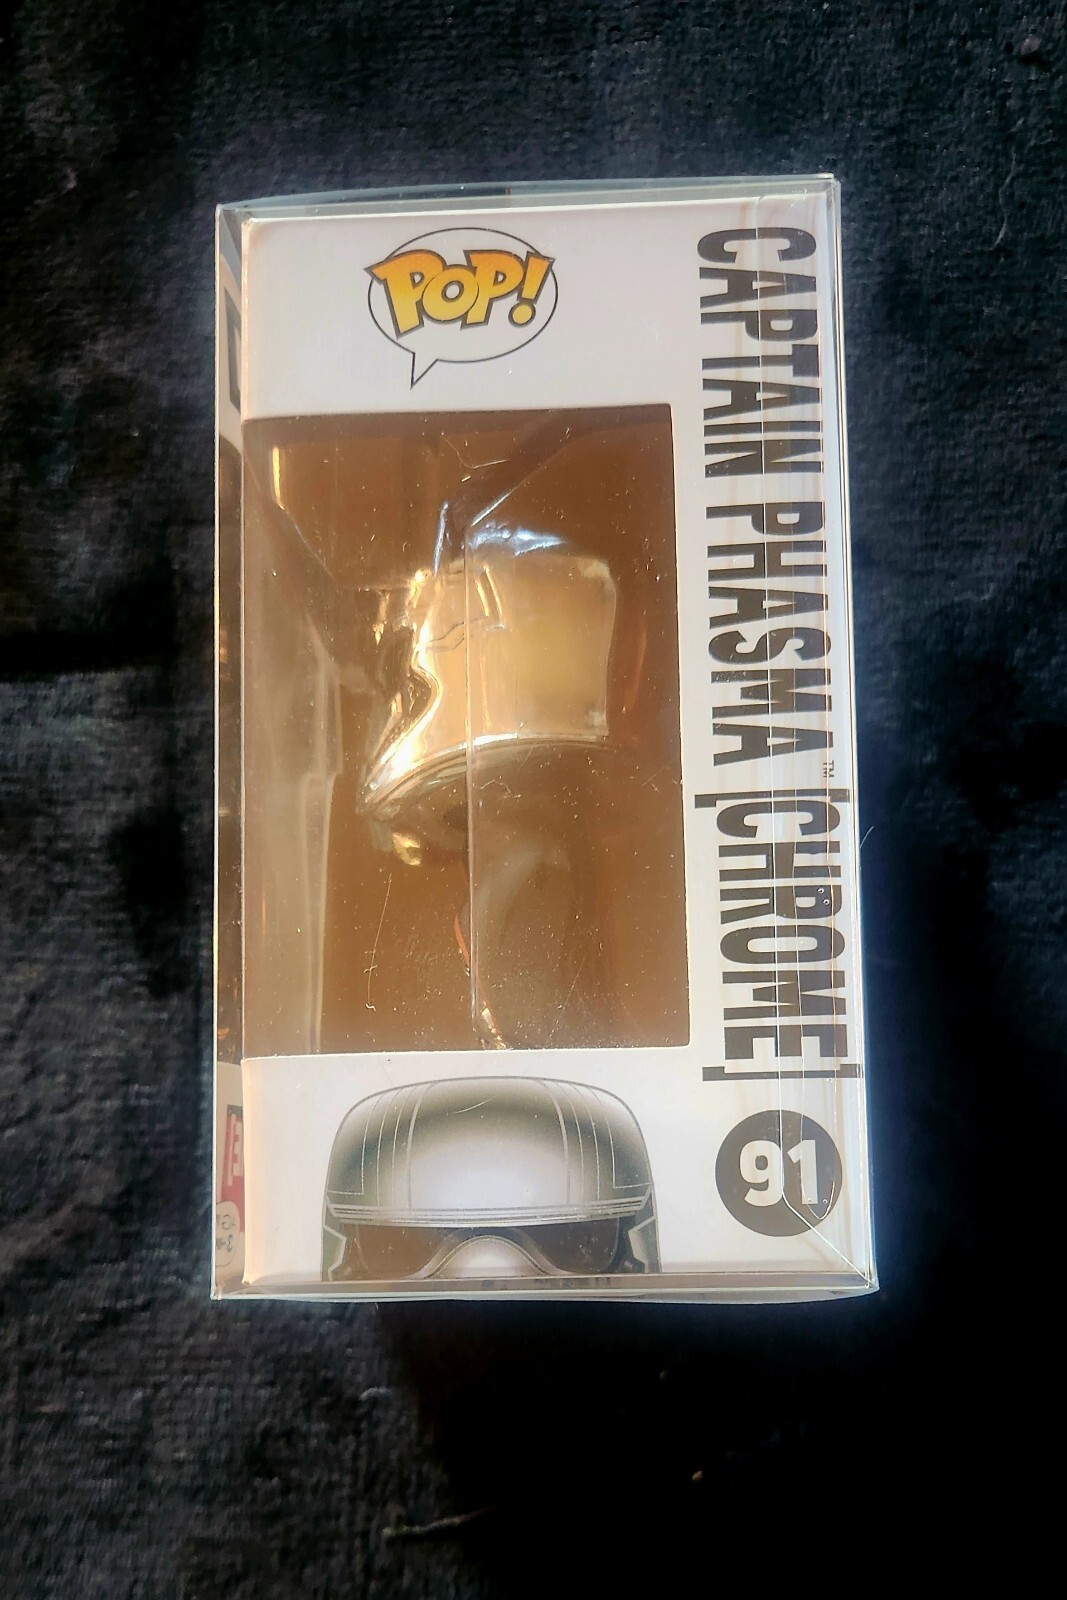 POP!
CAPTAIN PHASMA™ [CHROME]
91